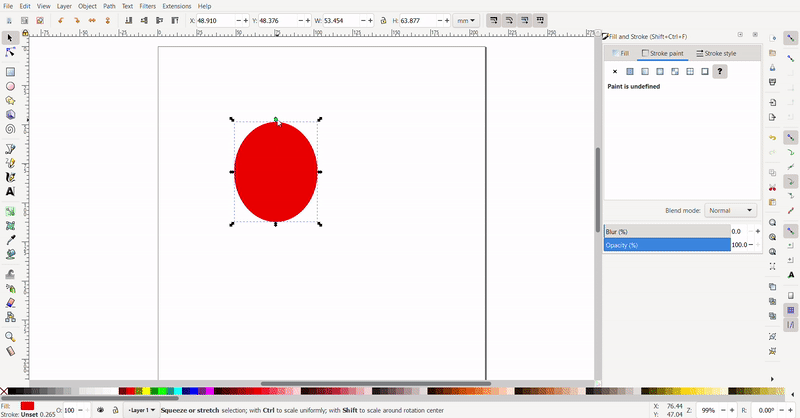 File Edit View Layer Object Path Text Filters Extensions Help
X: 48.910 Y: 48.376 W: 53.454 H: 63.877 mm
Fill and Stroke (Shift+Ctrl+F)
Fill Stroke paint Stroke style
?
Paint is undefined
Blend mode: Normal
Blur (%) 0.0
Opacity (%) 100.0
Fill:
Stroke: Unset 0.265
O: 100
Layer 1
Squeeze or stretch selection; with Ctrl to scale uniformly; with Shift to scale around rotation center
X: 76.44
Y: 47.04
Z: 99%
R: 0.00°